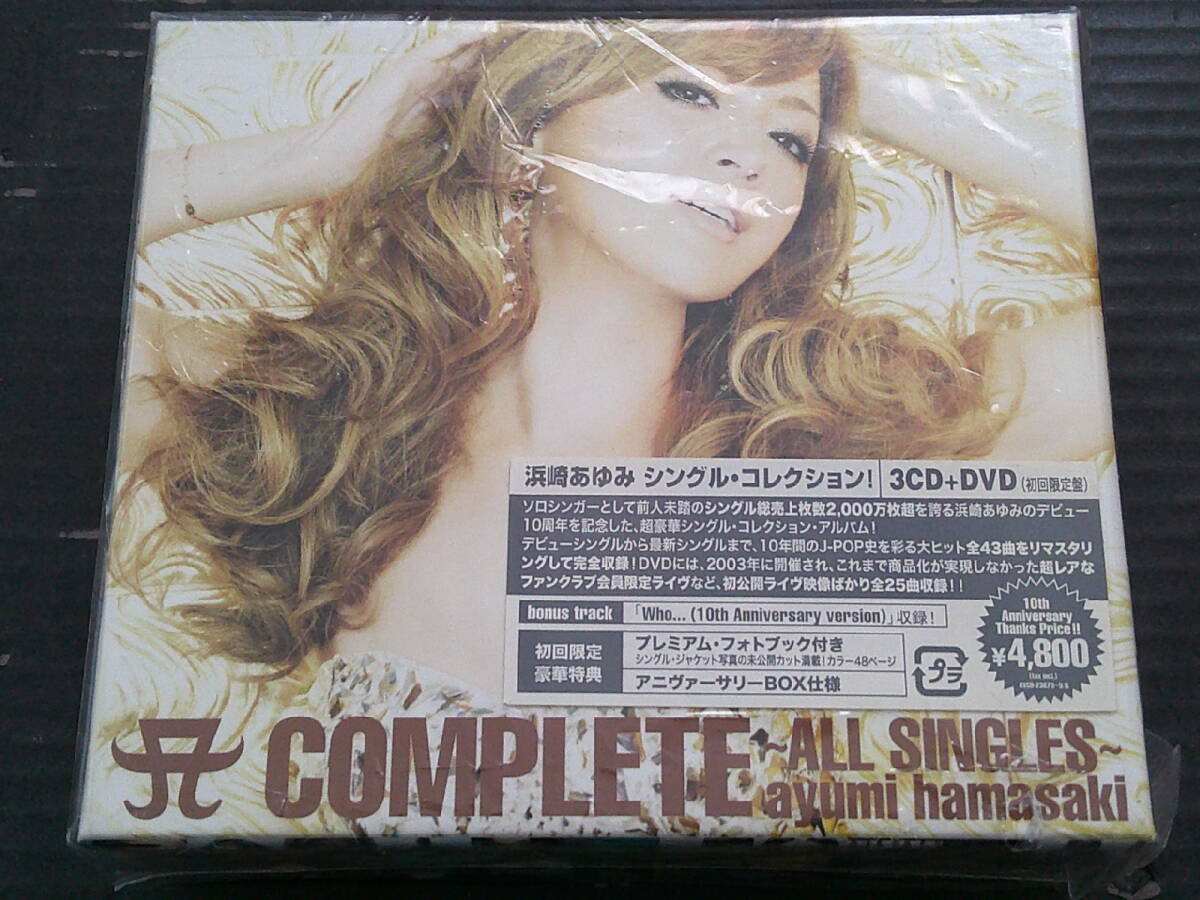 浜崎あゆみ シングル・コレクション! 3CD+DVD(初回限定盤)
ソロシンガーとして前人未踏のシングル総売上枚数2,000万枚超を誇る浜崎あゆみのデビュー
10周年を記念した、超豪華シングル・コレクション・アルバム!
デビューシングルから最新シングルまで、10年間のJ-POP史を彩る大ヒット全43曲をリマスタリ
ングして完全収録!DVDには、2003年に開催され、これまで商品化が実現しなかった超レアな
ファンクラブ会員限定ライヴなど、初公開ライヴ映像ばかり全25曲収録!!
bonus track 「Who... (10th Anniversary version)」収録!
初回限定
豪華特典
プレミアム・フォトブック付き
シングル・ジャケット写真の未公開カット満載!カラー48ページ
アニヴァーサリーBOX仕様
プラ
10th
Anniversary
Thanks Price!!
¥4,800
(tax incl.)
A COMPLETE
~ALL SINGLES~
ayumi hamasaki